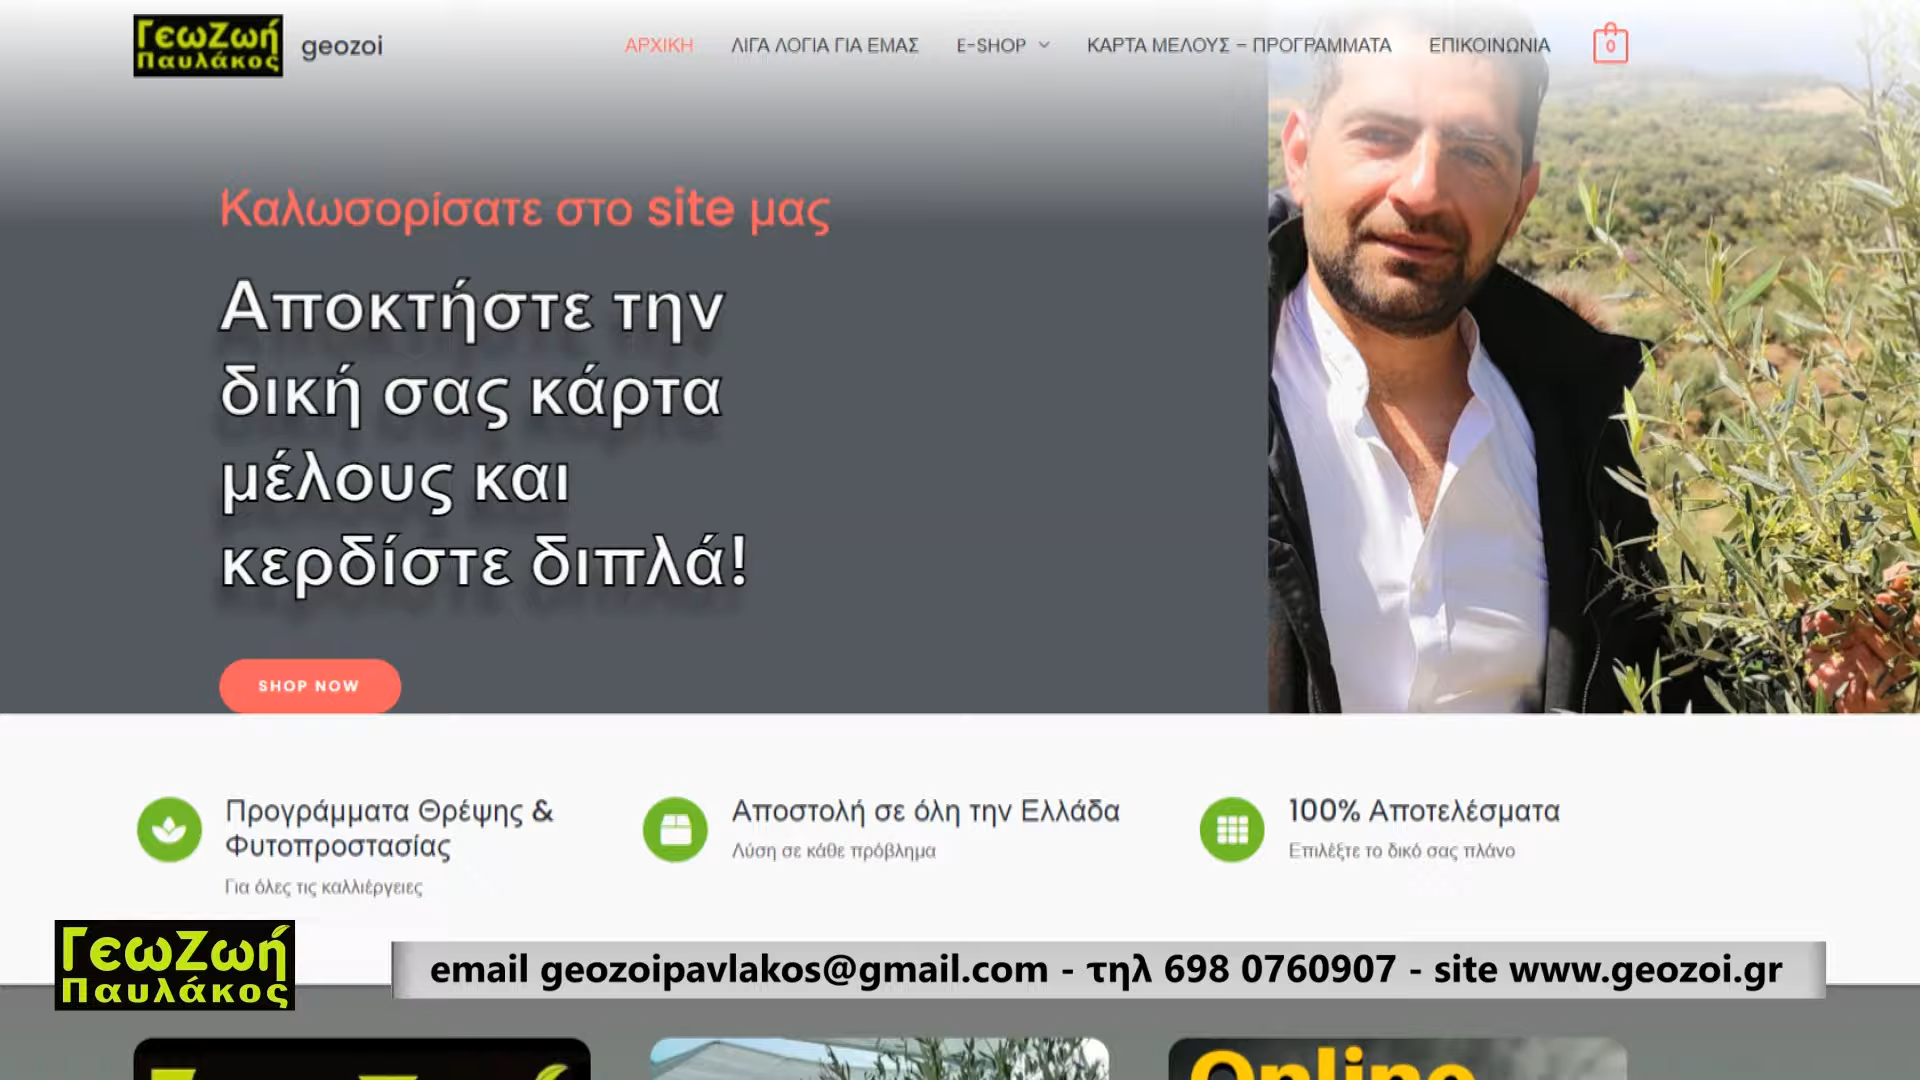 ΓεωΖωή
Παυλάκος
geozoi
ΑΡΧΙΚΗ
ΛΙΓΑ ΛΟΓΙΑ ΓΙΑ ΕΜΑΣ
E-SHOP
ΚΑΡΤΑ ΜΕΛΟΥΣ – ΠΡΟΓΡΑΜΜΑΤΑ
ΕΠΙΚΟΙΝΩΝΙΑ
0
Καλωσορίσατε στο site μας
Αποκτήστε την
δική σας κάρτα
μέλους και
κερδίστε διπλά!
SHOP NOW
Προγράμματα Θρέψης &
Φυτοπροστασίας
Για όλες τις καλλιέργειες
Αποστολή σε όλη την Ελλάδα
Λύση σε κάθε πρόβλημα
100% Αποτελέσματα
Επιλέξτε το δικό σας πλάνο
ΓεωΖωή
Παυλάκος
email geozoipavlakos@gmail.com - τηλ 698 0760907 - site www.geozoi.gr
Online